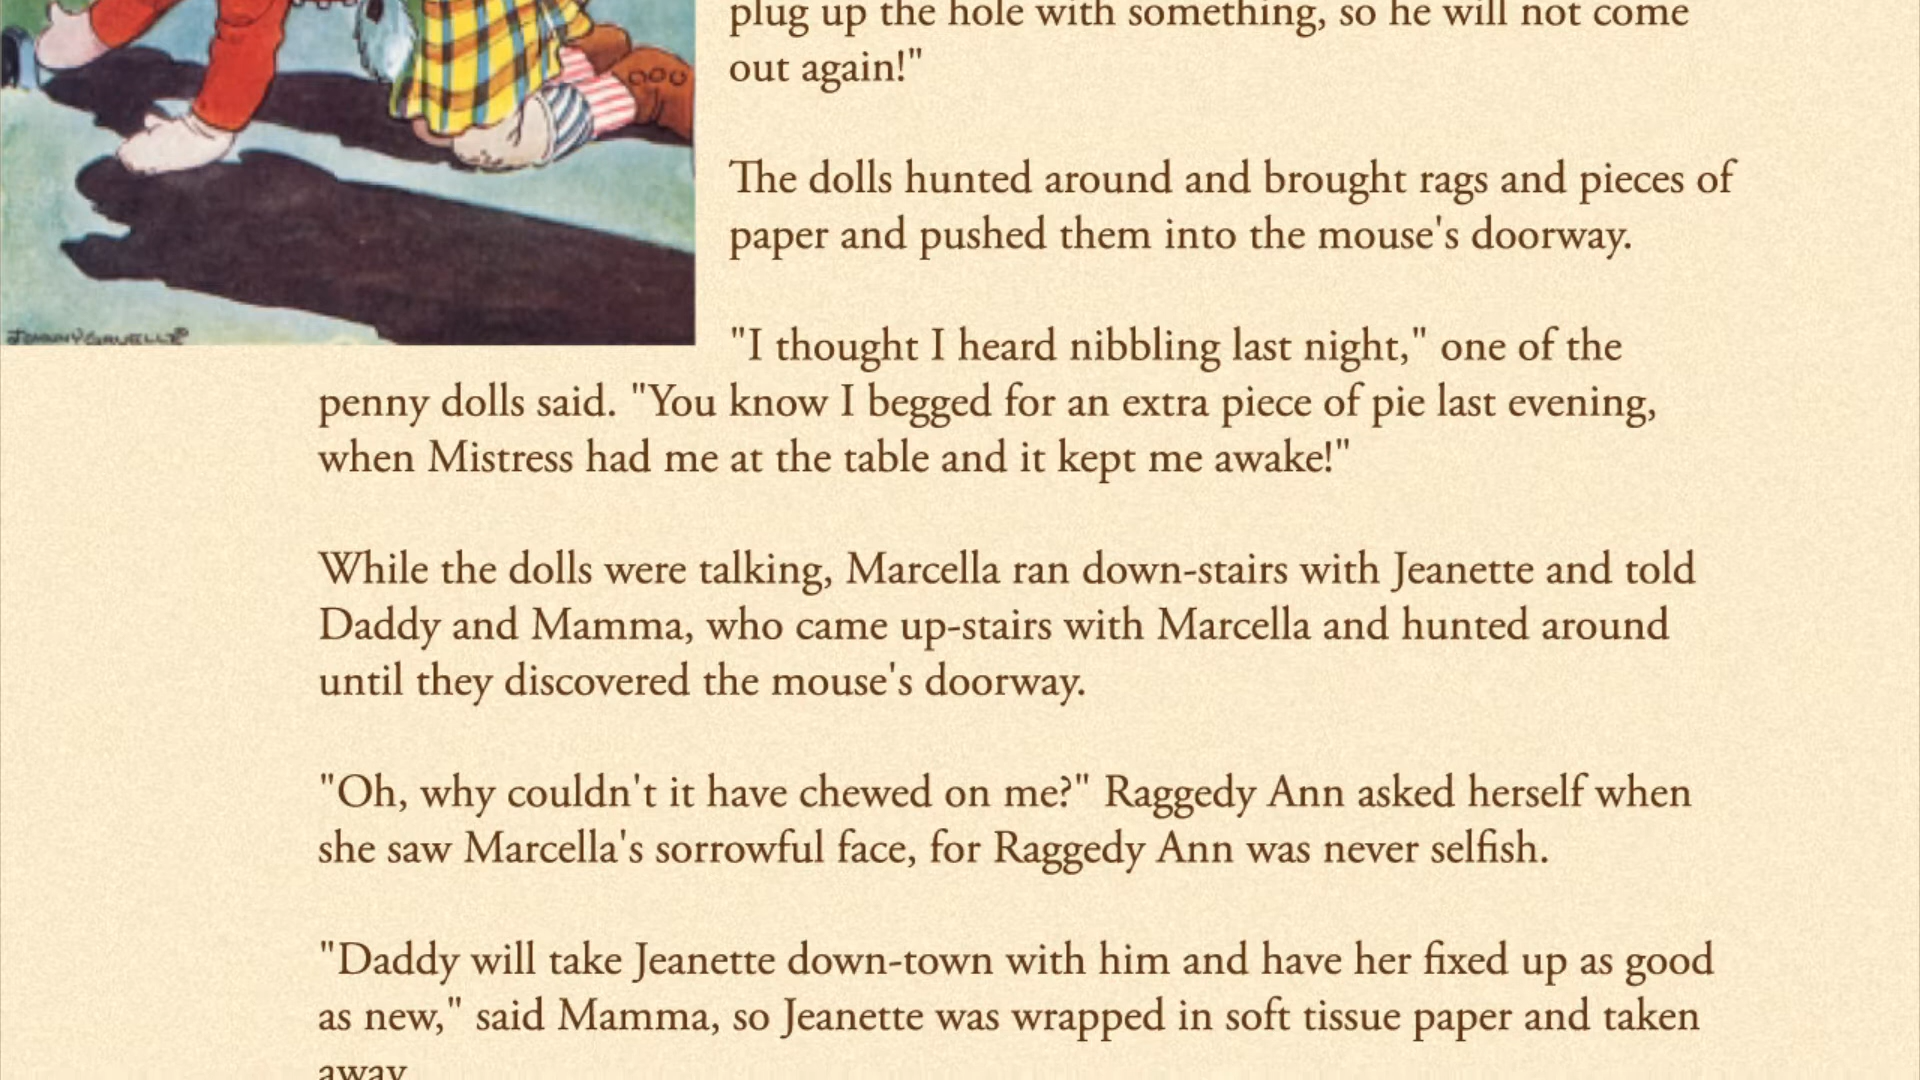 plug up the hole with something, so he will not come
out again!"
The dolls hunted around and brought rags and pieces of
paper and pushed them into the mouse's doorway.
"I thought I heard nibbling last night," one of the
penny dolls said. "You know I begged for an extra piece of pie last evening,
when Mistress had me at the table and it kept me awake!"
While the dolls were talking, Marcella ran down-stairs with Jeanette and told
Daddy and Mamma, who came up-stairs with Marcella and hunted around
until they discovered the mouse's doorway.
"Oh, why couldn't it have chewed on me?" Raggedy Ann asked herself when
she saw Marcella's sorrowful face, for Raggedy Ann was never selfish.
"Daddy will take Jeanette down-town with him and have her fixed up as good
as new," said Mamma, so Jeanette was wrapped in soft tissue paper and taken
away.